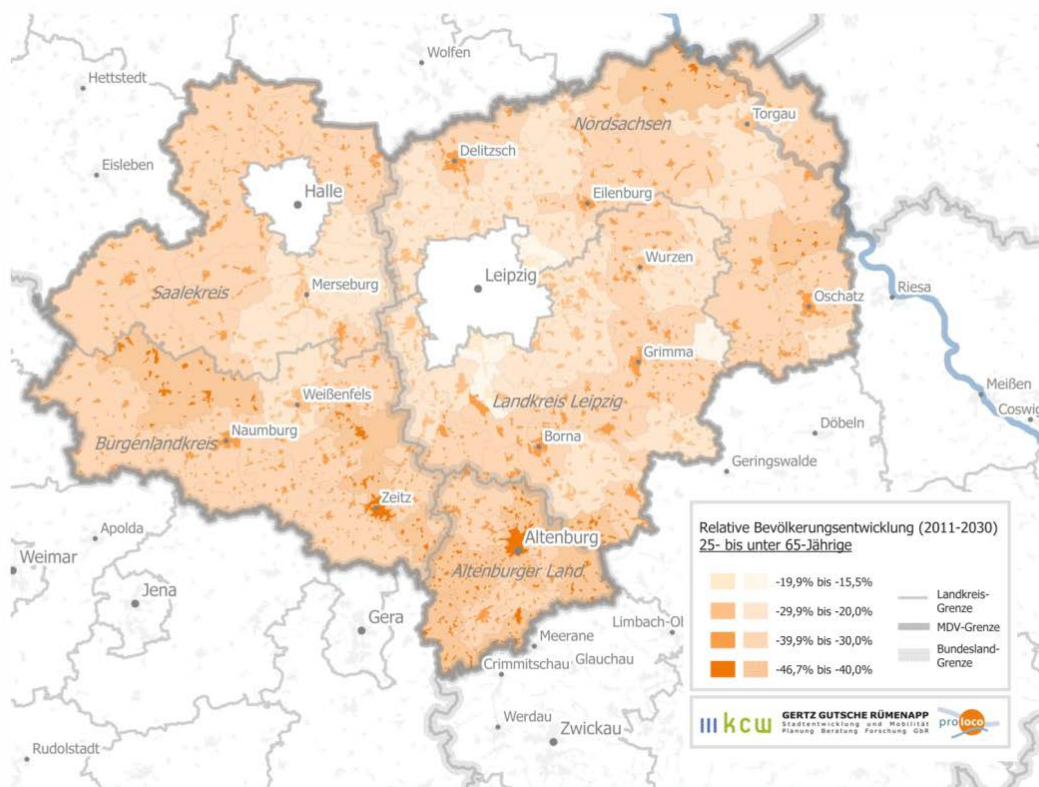 Wolfen
Hettstedt
Torgau
Nordsachsen
Delitzsch
Eisleben
Halle
Eilenburg
Wurzen
Leipzig
Saalekreis
Merseburg
Riesa
Oschatz
Grimma
Meißen
Weißenfels
Landkreis Leipzig
Coswig
Naumburg
Burgenlandkreis
Borna
Döbeln
Geringswalde
Zeitz
Apolda
Altenburg
Weimar
Altenburger Land
Jena
Gera
Limbach-Ol
Meerane
Crimmitschau
Glauchau
Werdau
Zwickau
Rudolstadt
Relative Bevölkerungsentwicklung (2011-2030)
25- bis unter 65-Jährige
-19,9% bis -15,5%
-29,9% bis -20,0%
-39,9% bis -30,0%
-46,7% bis -40,0%
Landkreis-
Grenze
MDV-Grenze
Bundesland-
Grenze
kcw
GERTZ GUTSCHE RÜMENAPP
Stadtentwicklung und Mobilität
Planung Beratung Forschung GbR
proloco